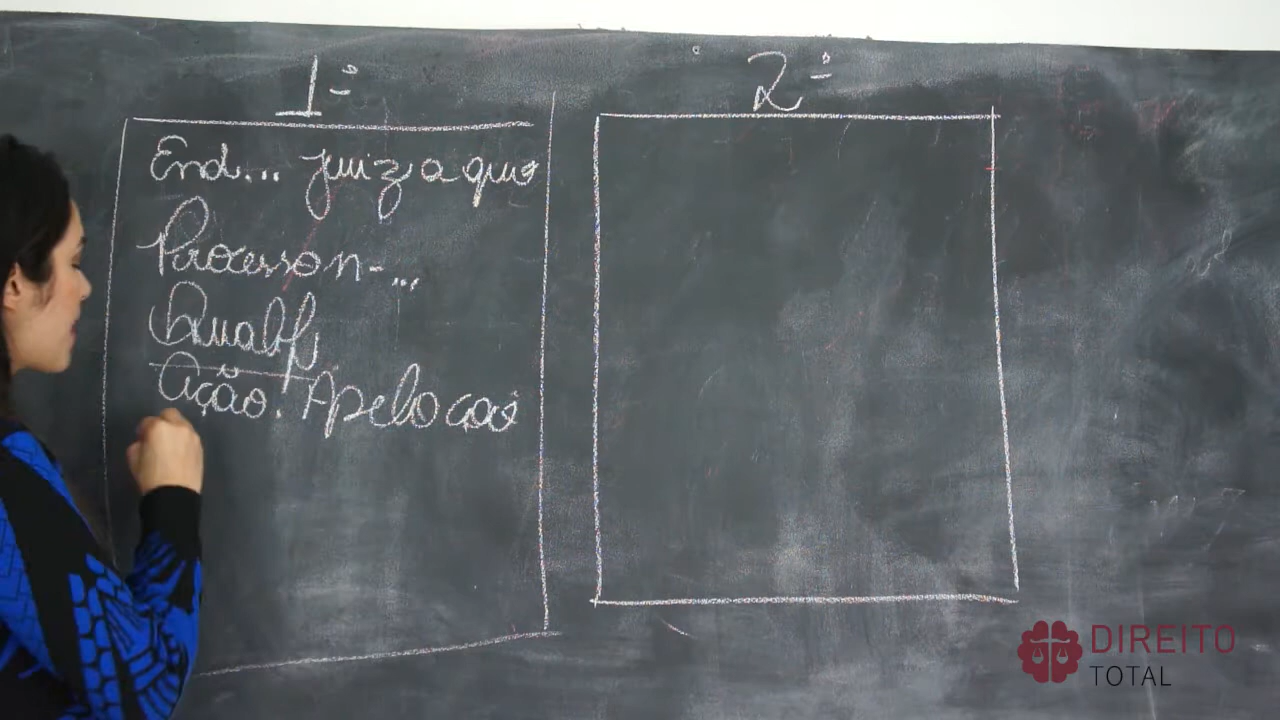 1º
End... juiz a quo
Processo n-...
Qualif
Ação. Apelação
2º
DIREITO
TOTAL